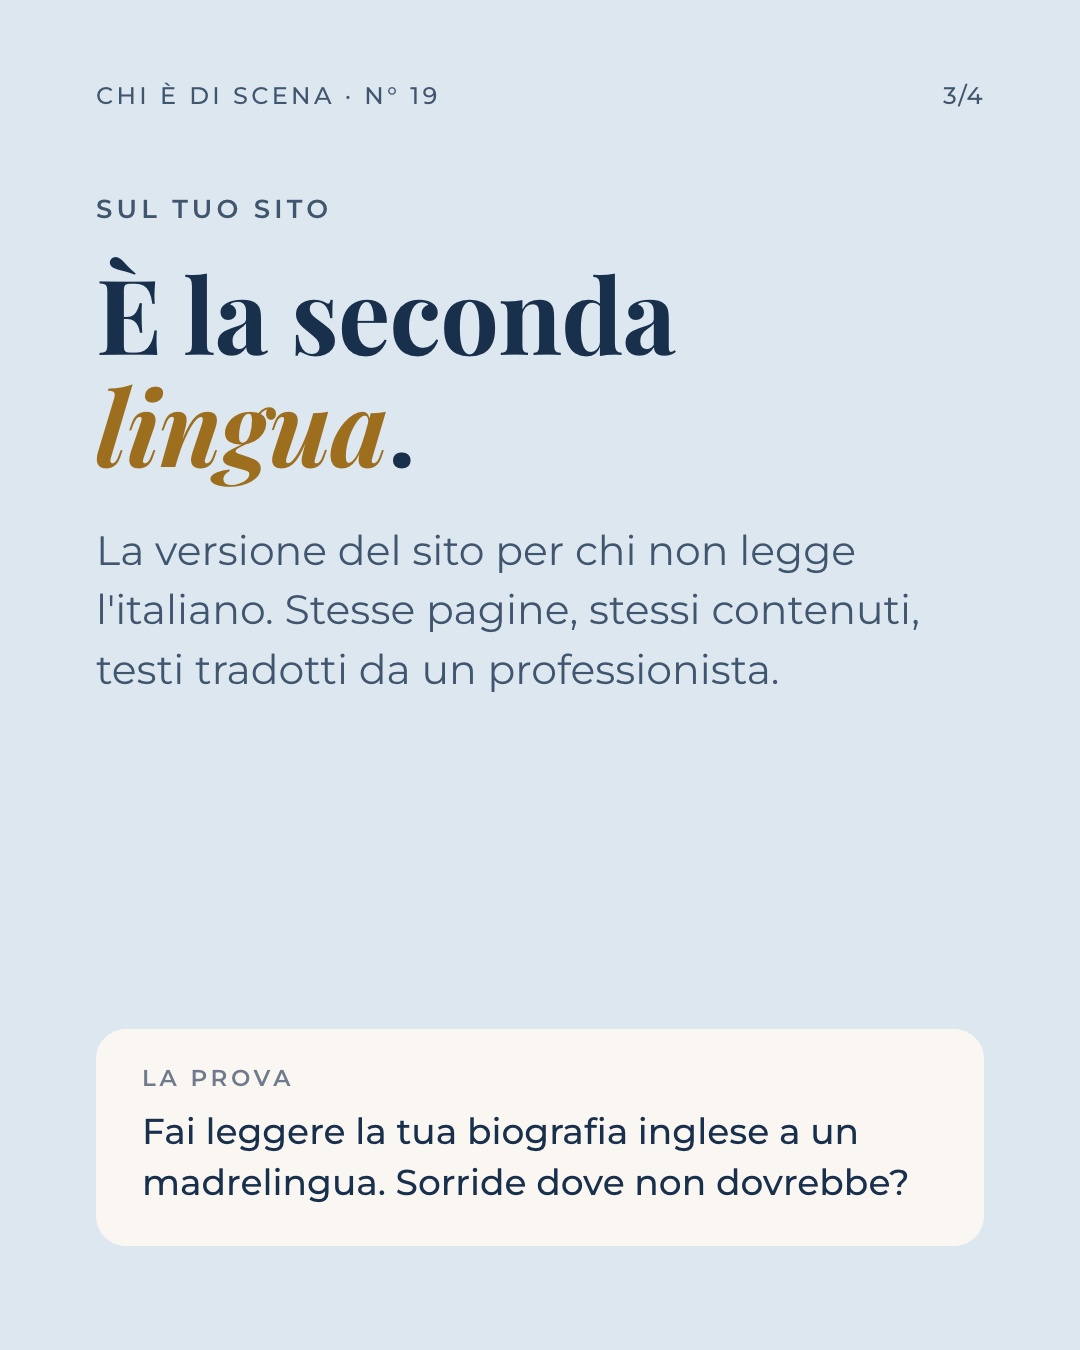 CHI È DI SCENA · N° 19
3/4
SUL TUO SITO
È la seconda
lingua.
La versione del sito per chi non legge
l'italiano. Stesse pagine, stessi contenuti,
testi tradotti da un professionista.
LA PROVA
Fai leggere la tua biografia inglese a un
madrelingua. Sorride dove non dovrebbe?